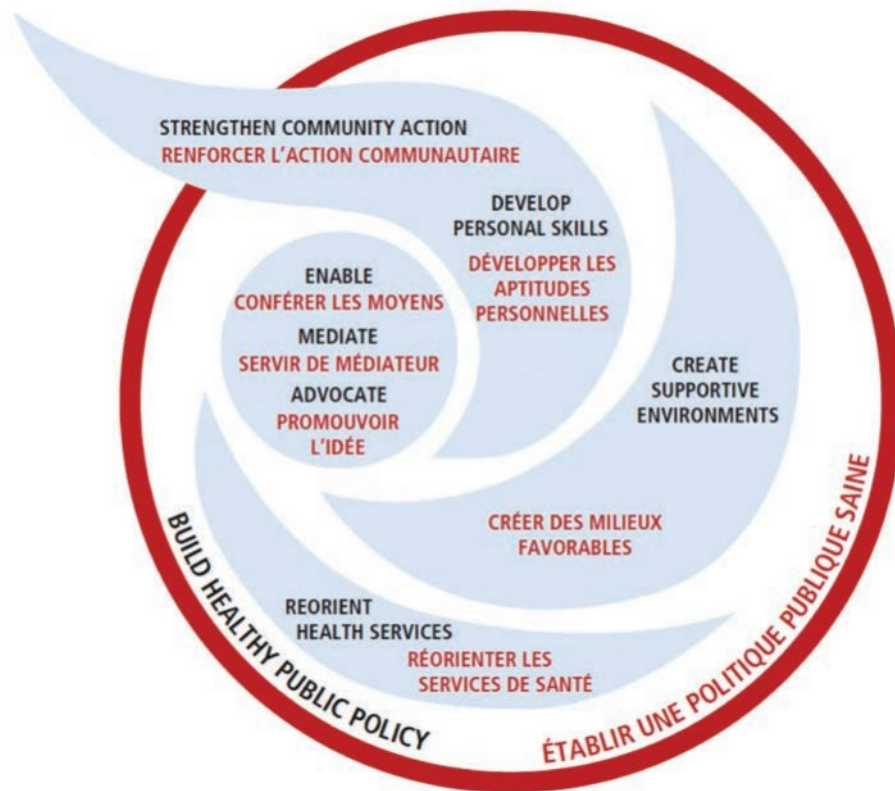 STRENGTHEN COMMUNITY ACTION
RENFORCER L'ACTION COMMUNAUTAIRE
DEVELOP
PERSONAL SKILLS
DÉVELOPPER LES
APTITUDES
PERSONNELLES
ENABLE
CONFÉRER LES MOYENS
MEDIATE
SERVIR DE MÉDIATEUR
ADVOCATE
PROMOUVOIR
L'IDÉE
CREATE
SUPPORTIVE
ENVIRONMENTS
CRÉER DES MILIEUX
FAVORABLES
REORIENT
HEALTH SERVICES
RÉORIENTER LES
SERVICES DE SANTÉ
BUILD HEALTHY PUBLIC POLICY
ÉTABLIR UNE POLITIQUE PUBLIQUE SAINE